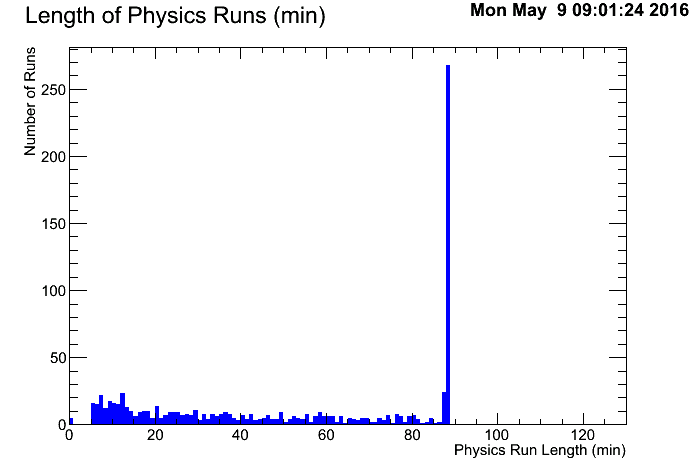 Length of Physics Runs (min)
Mon May  9 09:01:24 2016
Number of Runs
250
200
150
100
50
0
0 20 40 60 80 100 120
Physics Run Length (min)